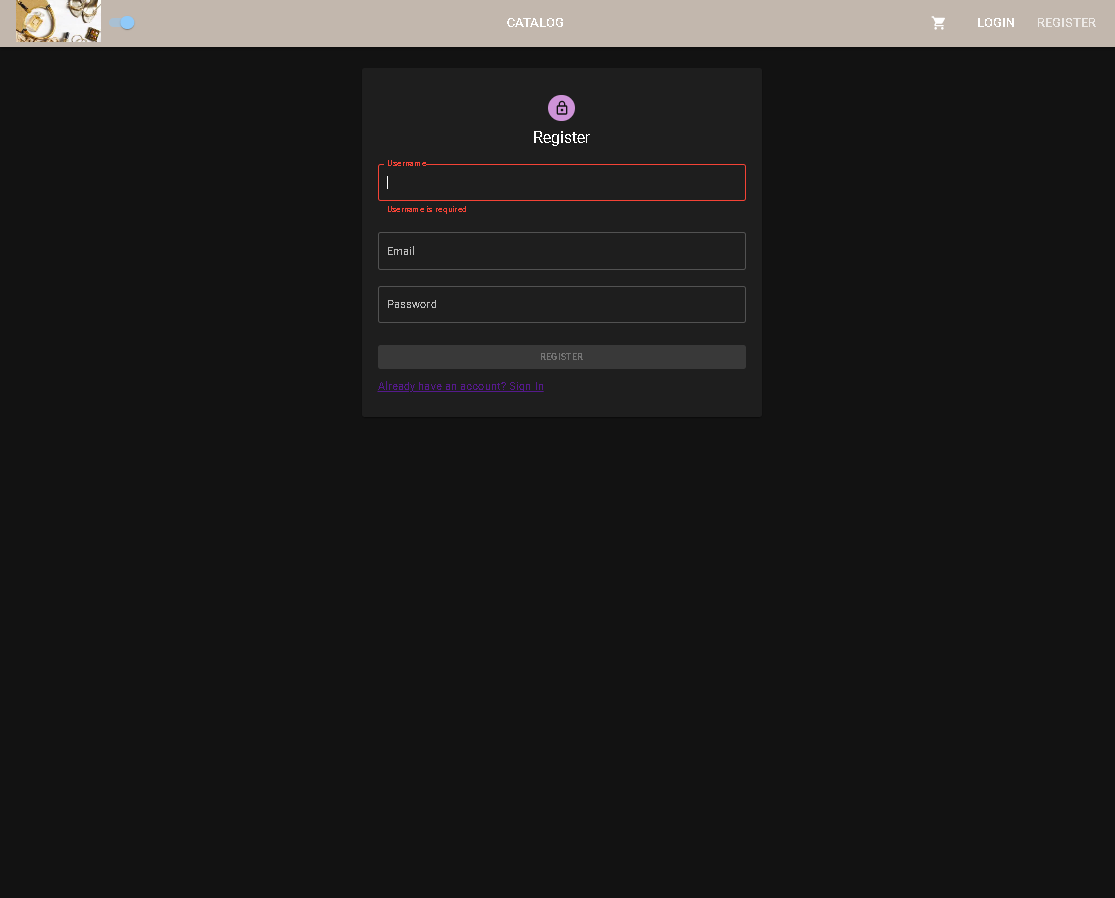 CATALOG
LOGIN
REGISTER
Register
Username
Username is required
Email
Password
REGISTER
Already have an account? Sign In